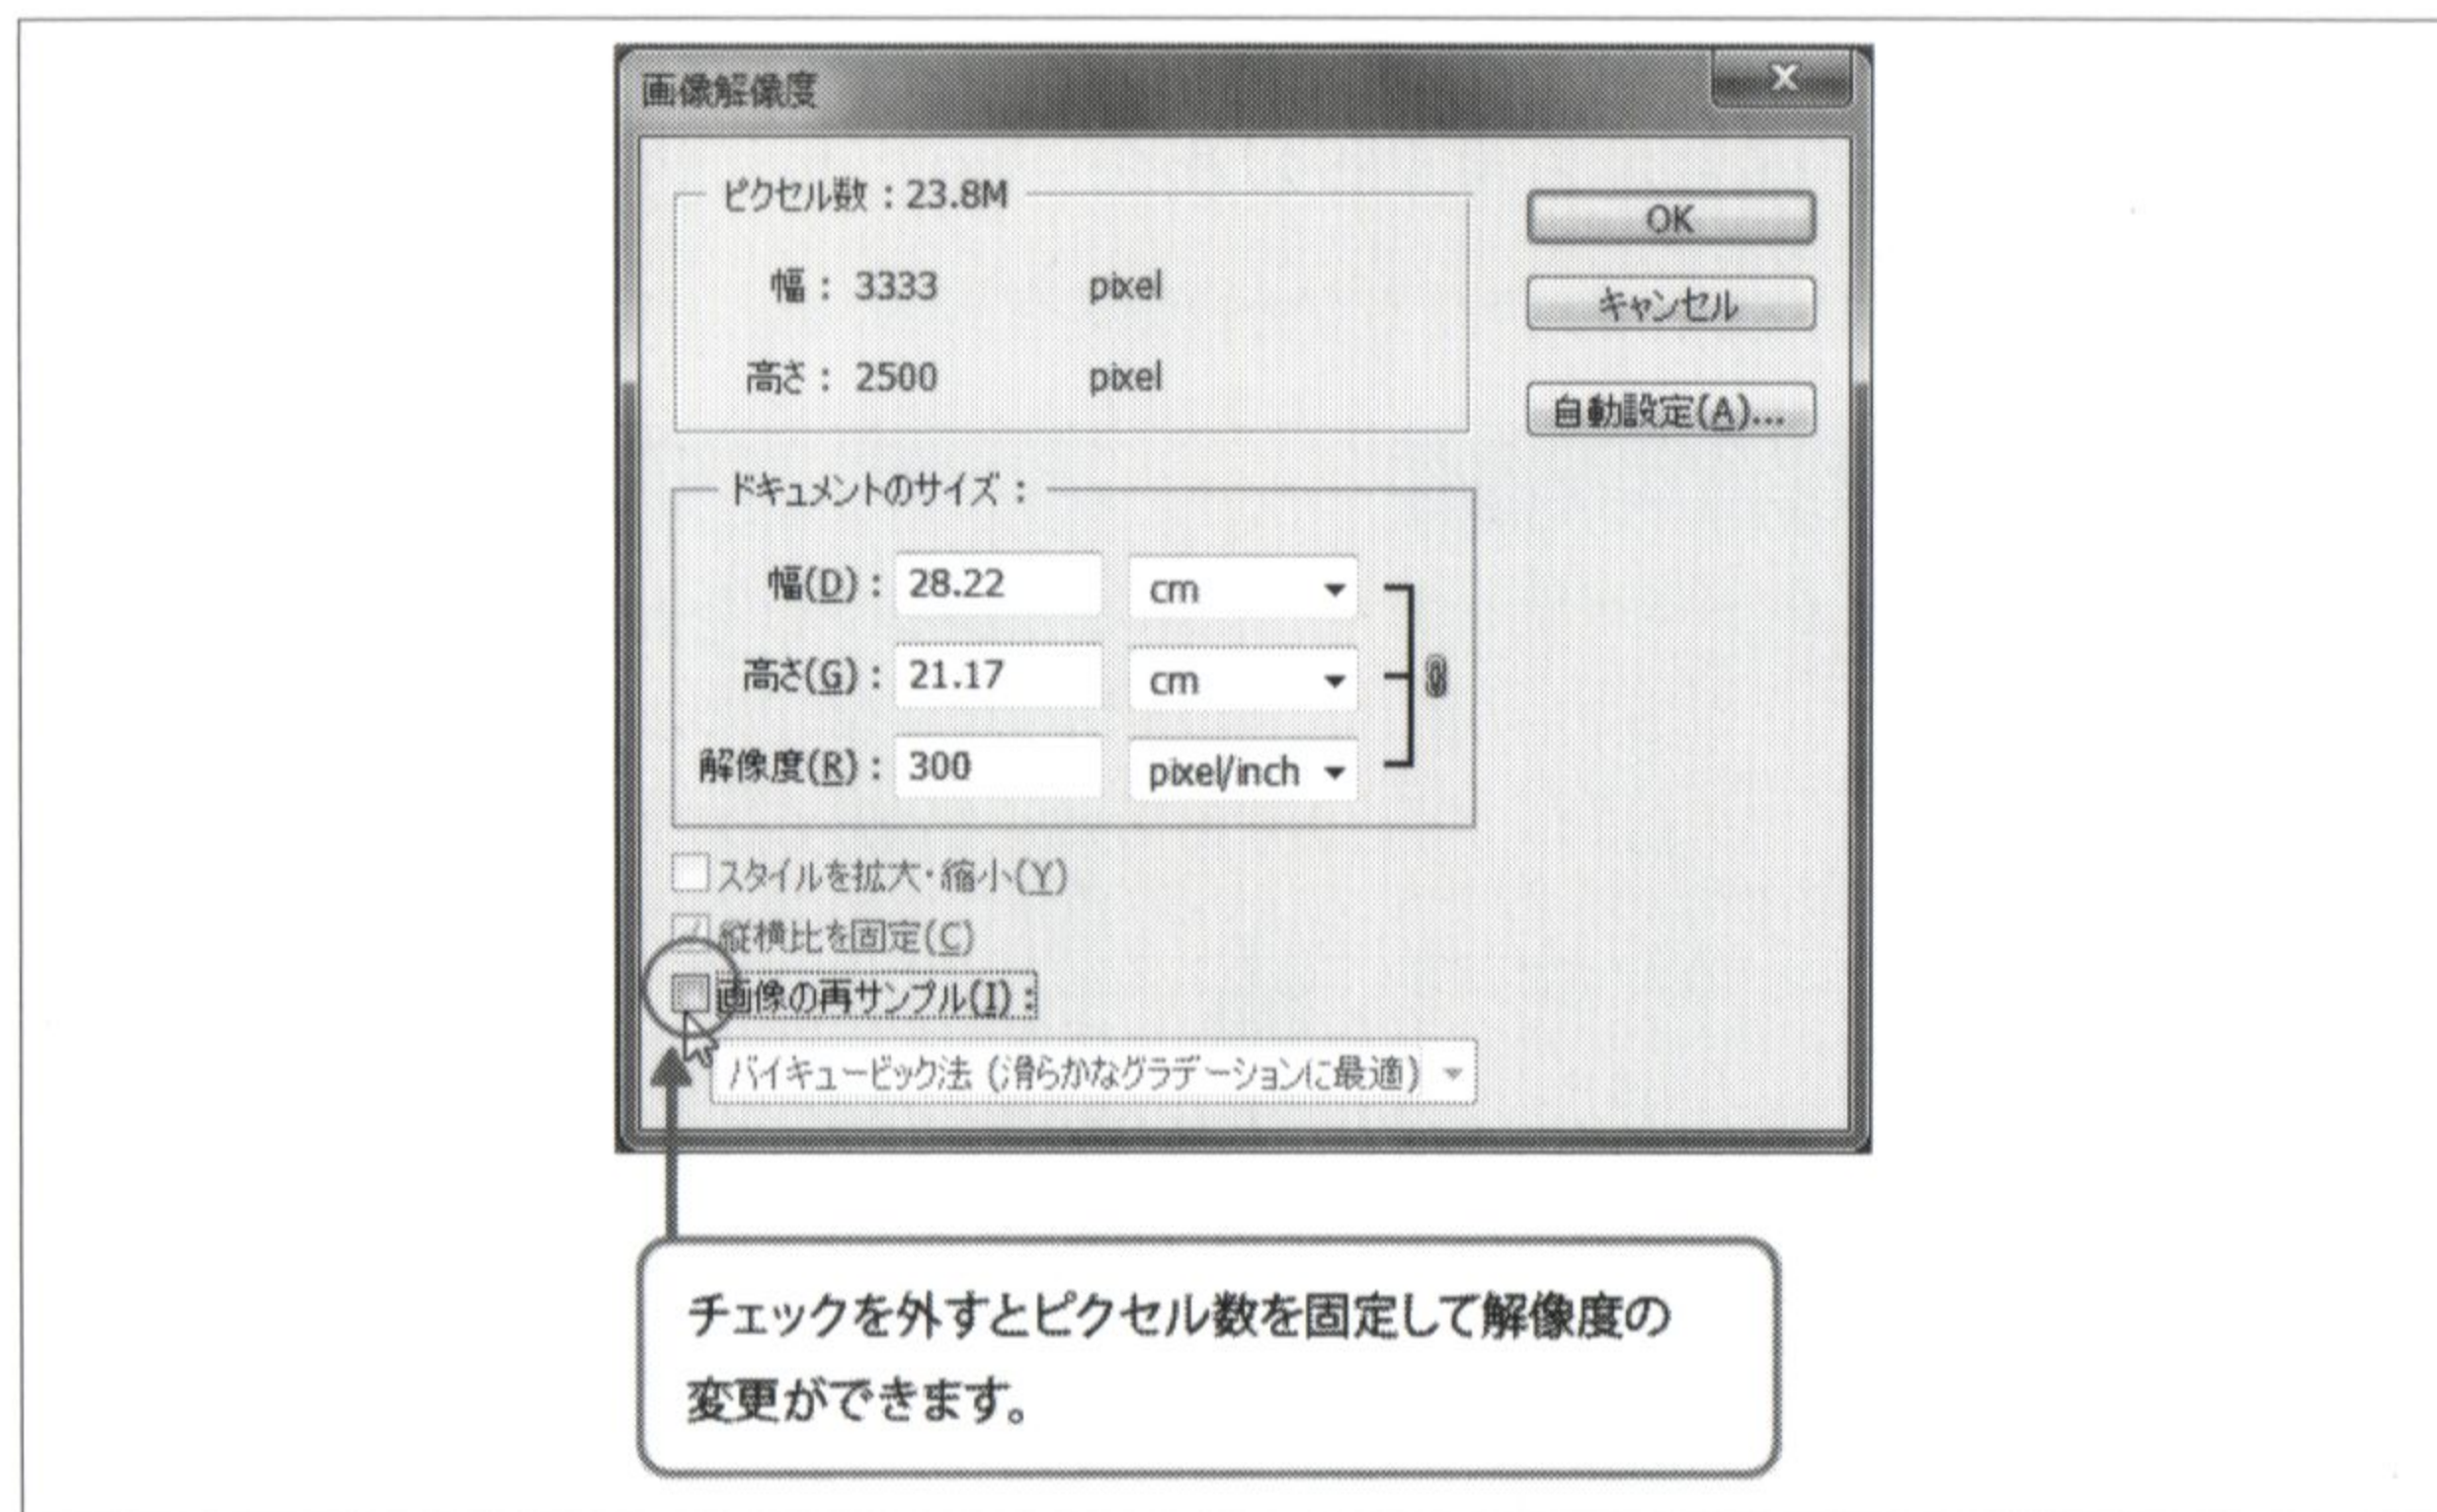 画像解像度
ピクセル数：23.8M
幅： 3333 pixel
高さ： 2500 pixel
OK
キャンセル
自動設定(A)...
ドキュメントのサイズ：
幅(D)： 28.22 cm
高さ(G)： 21.17 cm
解像度(R)： 300 pixel/inch
スタイルを拡大・縮小(Y)
縦横比を固定(C)
画像の再サンプル(I)：
バイキュービック法 (滑らかなグラデーションに最適)
チェックを外すとピクセル数を固定して解像度の
変更ができます。